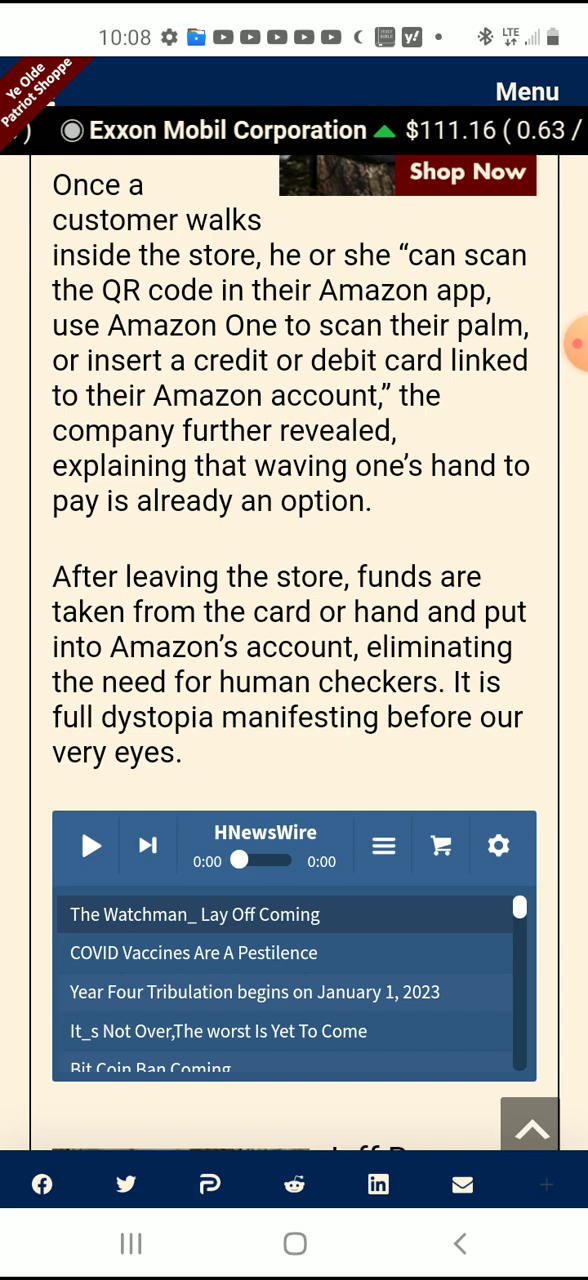 10:08
LTE
Ye Olde
Patriot Shoppe
Menu
) Exxon Mobil Corporation $111.16 ( 0.63 /
Shop Now
Once a
customer walks
inside the store, he or she “can scan
the QR code in their Amazon app,
use Amazon One to scan their palm,
or insert a credit or debit card linked
to their Amazon account,” the
company further revealed,
explaining that waving one’s hand to
pay is already an option.
After leaving the store, funds are
taken from the card or hand and put
into Amazon’s account, eliminating
the need for human checkers. It is
full dystopia manifesting before our
very eyes.
HNewsWire
0:00 0:00
The Watchman_ Lay Off Coming
COVID Vaccines Are A Pestilence
Year Four Tribulation begins on January 1, 2023
It_s Not Over,The worst Is Yet To Come
Bit Coin Ban Coming